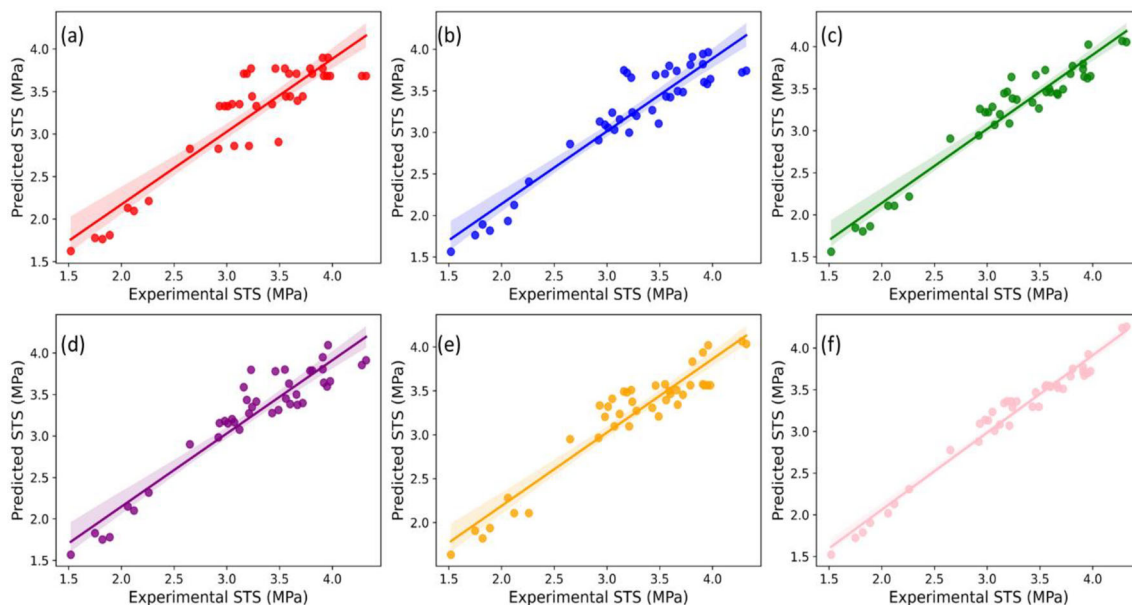 (a) (b) (c)
Predicted STS (MPa) Predicted STS (MPa) Predicted STS (MPa)
4.0 4.0 4.0
3.5 3.5 3.5
3.0 3.0 3.0
2.5 2.5 2.5
2.0 2.0 2.0
1.5 1.5 1.5
1.5 2.0 2.5 3.0 3.5 4.0 1.5 2.0 2.5 3.0 3.5 4.0 1.5 2.0 2.5 3.0 3.5 4.0
Experimental STS (MPa) Experimental STS (MPa) Experimental STS (MPa)
(d) (e) (f)
Predicted STS (MPa) Predicted STS (MPa) Predicted STS (MPa)
4.0 4.0 4.0
3.5 3.5 3.5
3.0 3.0 3.0
2.5 2.5 2.5
2.0 2.0 2.0
1.5 1.5 1.5
1.5 2.0 2.5 3.0 3.5 4.0 1.5 2.0 2.5 3.0 3.5 4.0 1.5 2.0 2.5 3.0 3.5 4.0
Experimental STS (MPa) Experimental STS (MPa) Experimental STS (MPa)